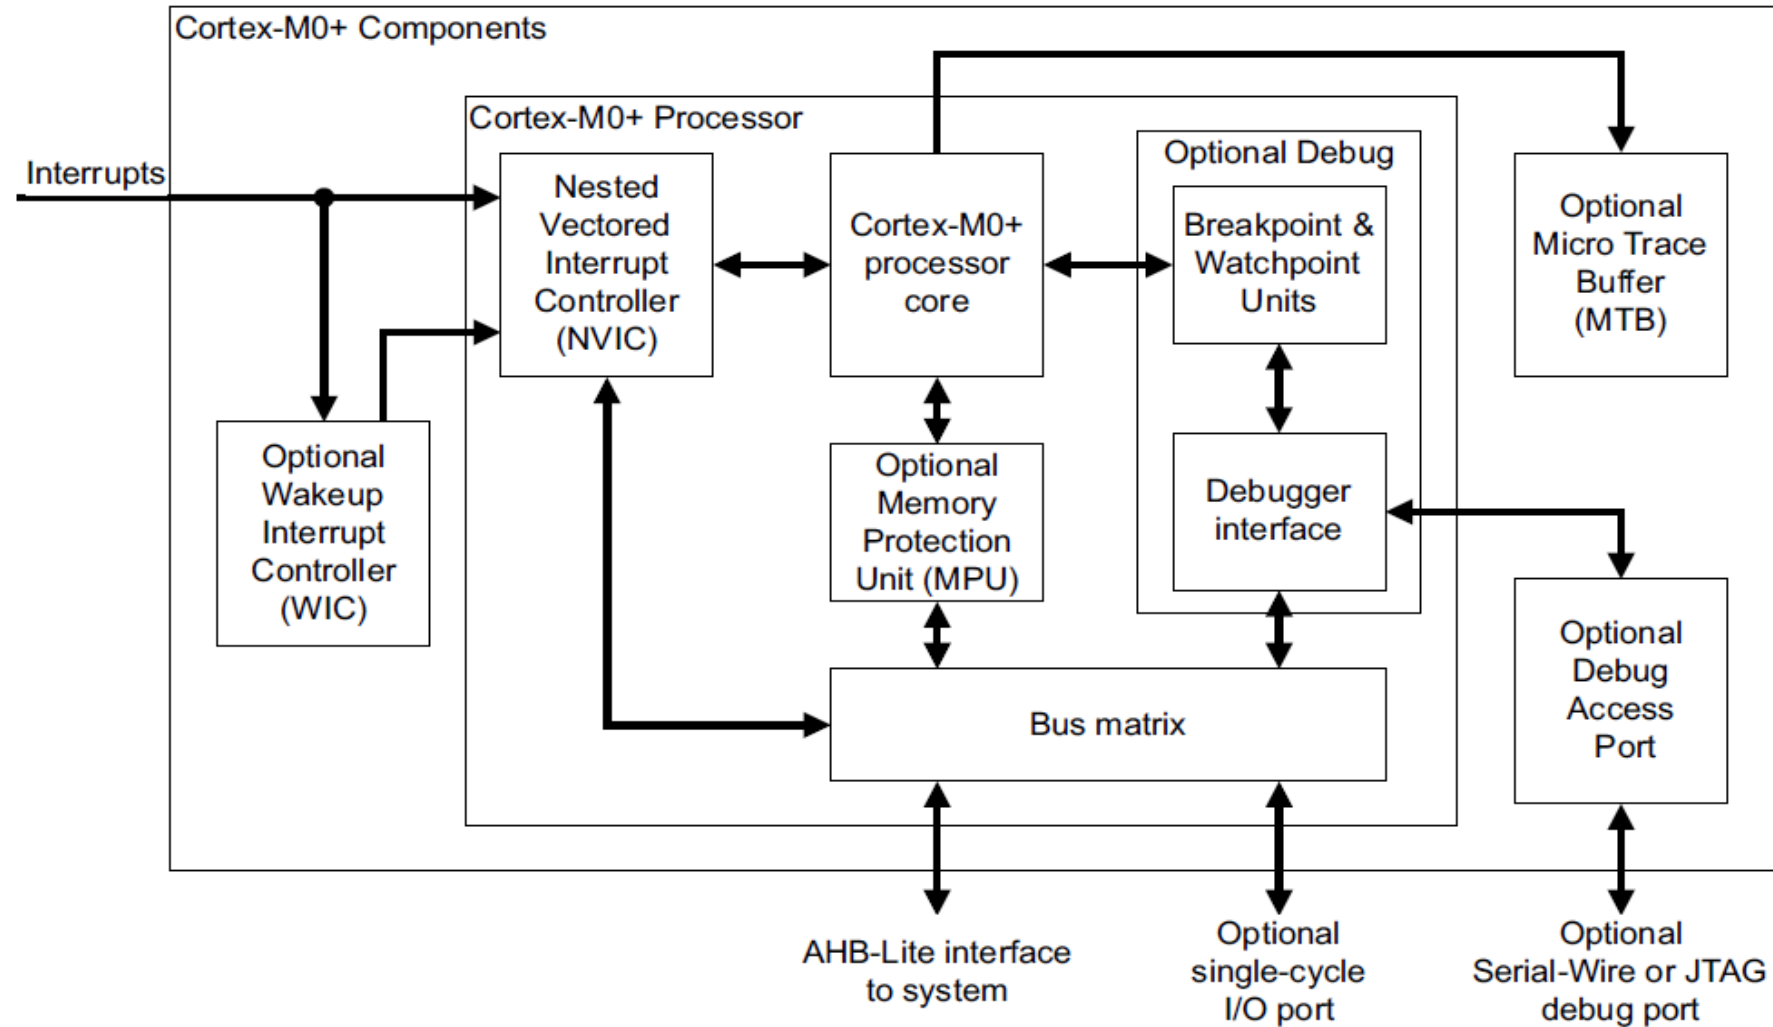 Cortex-M0+ Components
Cortex-M0+ Processor
Interrupts
Nested
Vectored
Interrupt
Controller
(NVIC)
Cortex-M0+
processor
core
Optional Debug
Breakpoint &
Watchpoint
Units
Optional
Micro Trace
Buffer
(MTB)
Optional
Wakeup
Interrupt
Controller
(WIC)
Optional
Memory
Protection
Unit (MPU)
Debugger
interface
Optional
Debug
Access
Port
Bus matrix
AHB-Lite interface
to system
Optional
single-cycle
I/O port
Optional
Serial-Wire or JTAG
debug port